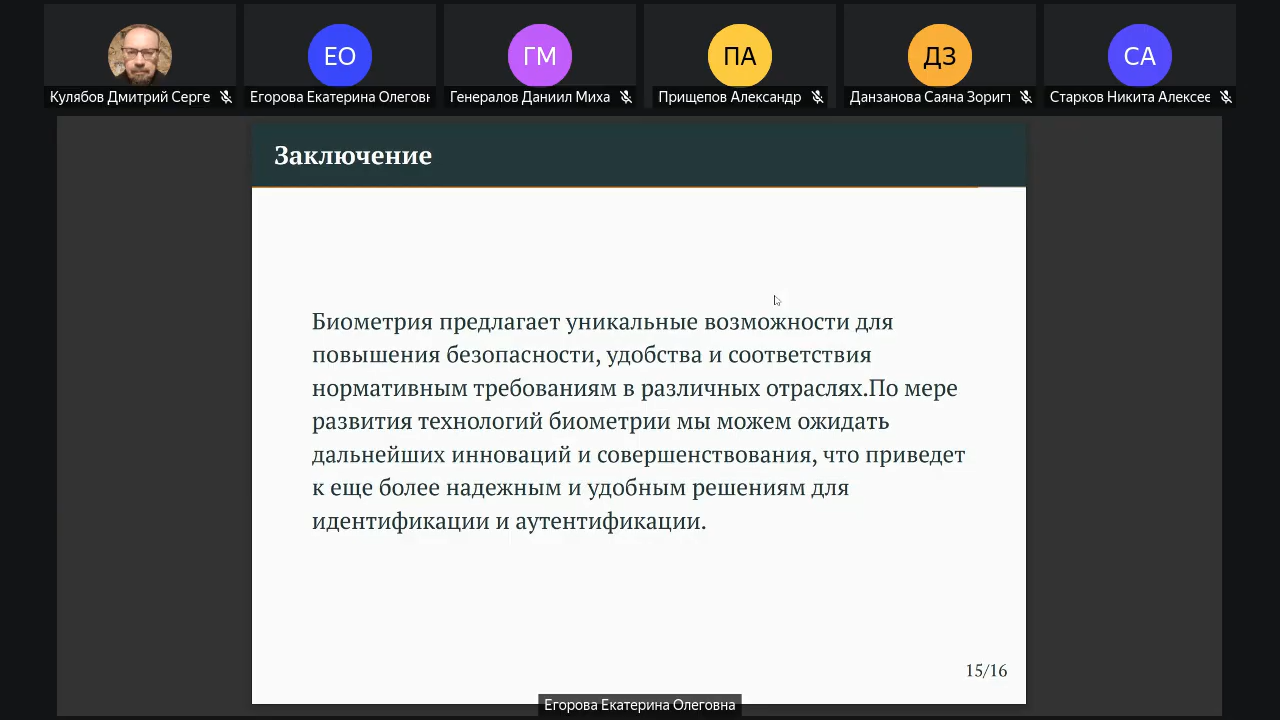 ЕО
ГМ
ПА
ДЗ
СА
Кулябов Дмитрий Серге
Егорова Екатерина Олегов
Генералов Даниил Миха
Прищепов Александр
Данзанова Саяна Зориг
Старков Никита Алексее
Заключение
Биометрия предлагает уникальные возможности для
повышения безопасности, удобства и соответствия
нормативным требованиям в различных отраслях.По мере
развития технологий биометрии мы можем ожидать
дальнейших инноваций и совершенствования, что приведет
к еще более надежным и удобным решениям для
идентификации и аутентификации.
15/16
Егорова Екатерина Олеговна